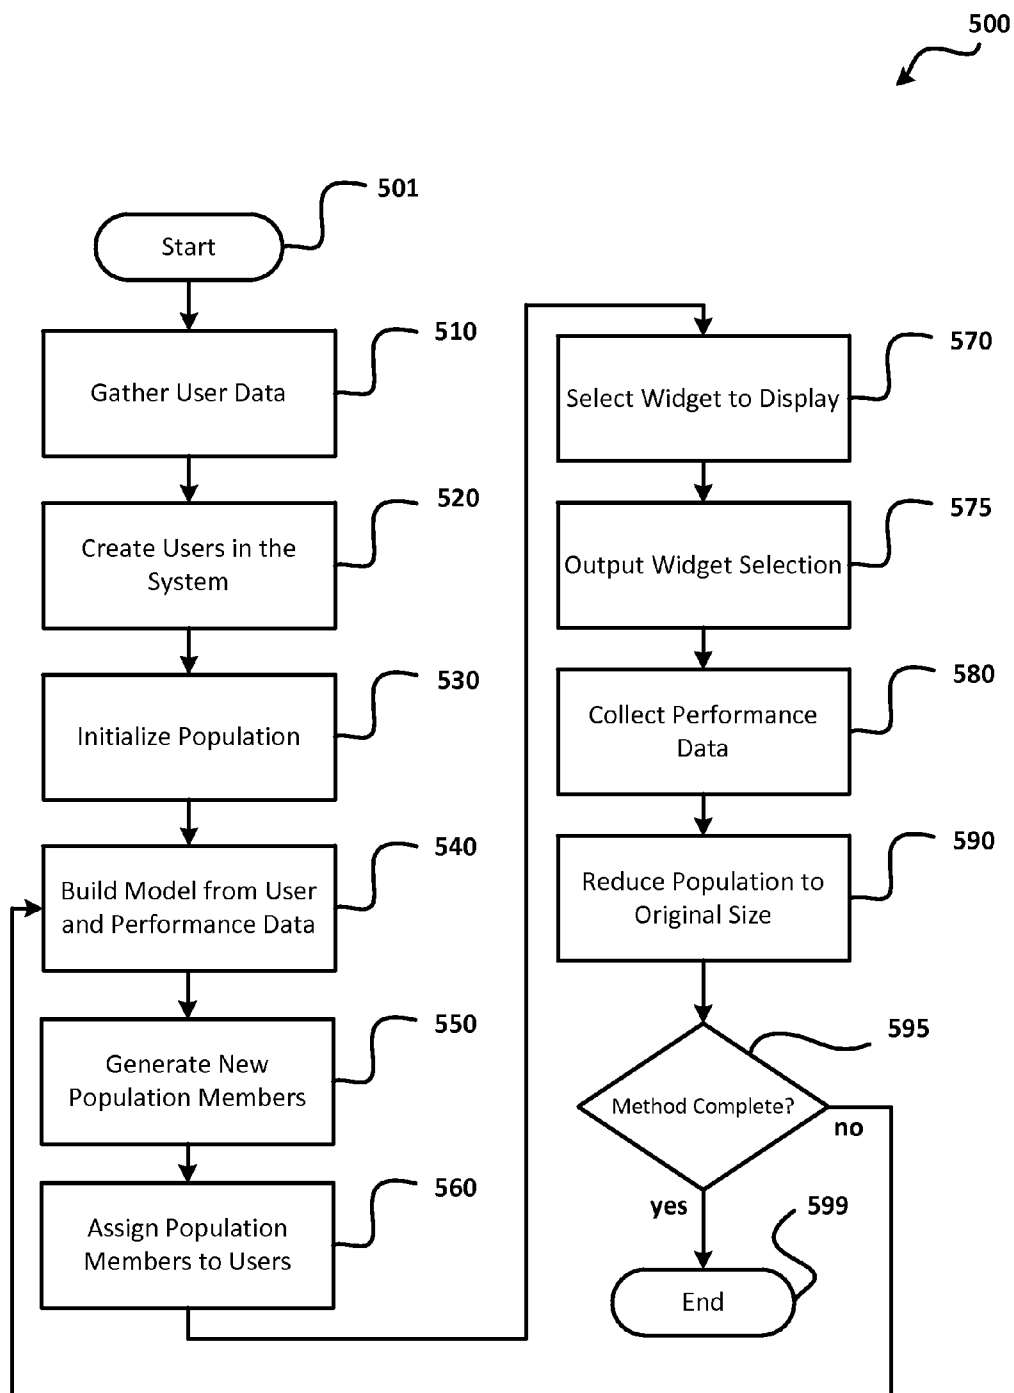 500
501
Start
510
Gather User Data
520
Create Users in the
System
530
Initialize Population
540
Build Model from User
and Performance Data
550
Generate New
Population Members
560
Assign Population
Members to Users
570
Select Widget to Display
575
Output Widget Selection
580
Collect Performance
Data
590
Reduce Population to
Original Size
595
Method Complete?
no
yes
599
End